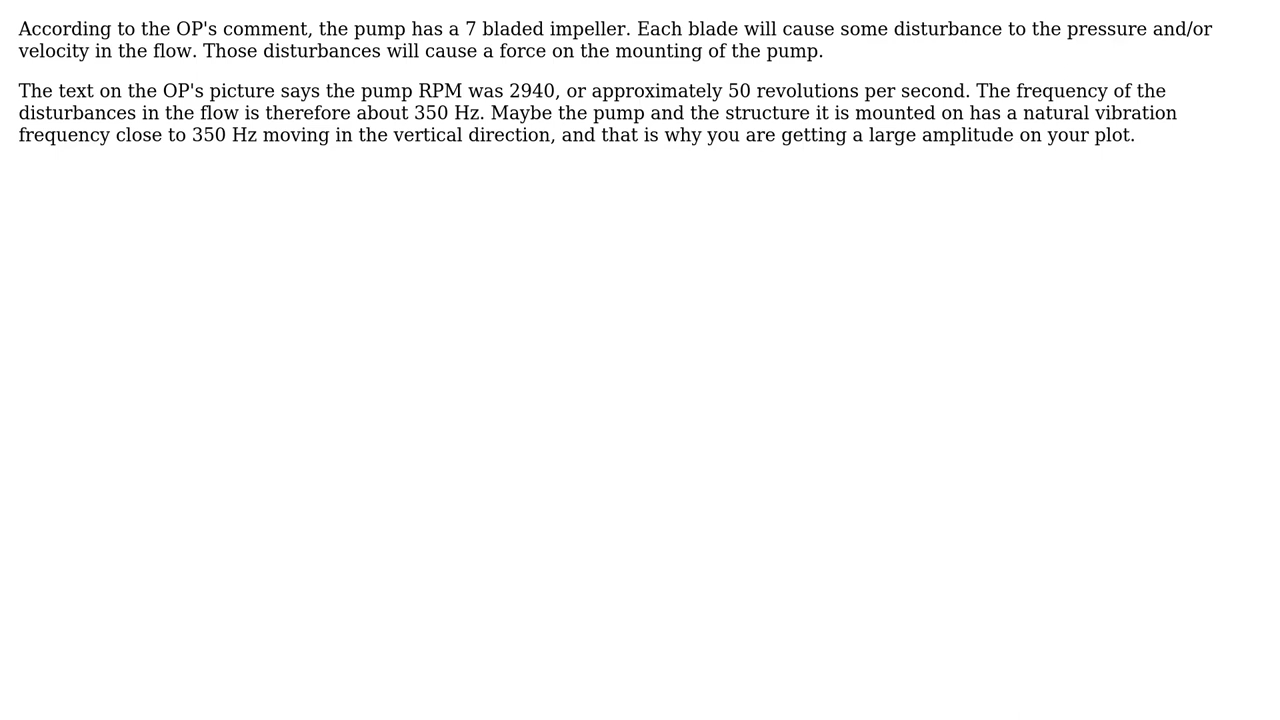 According to the OP's comment, the pump has a 7 bladed impeller. Each blade will cause some disturbance to the pressure and/or
velocity in the flow. Those disturbances will cause a force on the mounting of the pump.
The text on the OP's picture says the pump RPM was 2940, or approximately 50 revolutions per second. The frequency of the
disturbances in the flow is therefore about 350 Hz. Maybe the pump and the structure it is mounted on has a natural vibration
frequency close to 350 Hz moving in the vertical direction, and that is why you are getting a large amplitude on your plot.